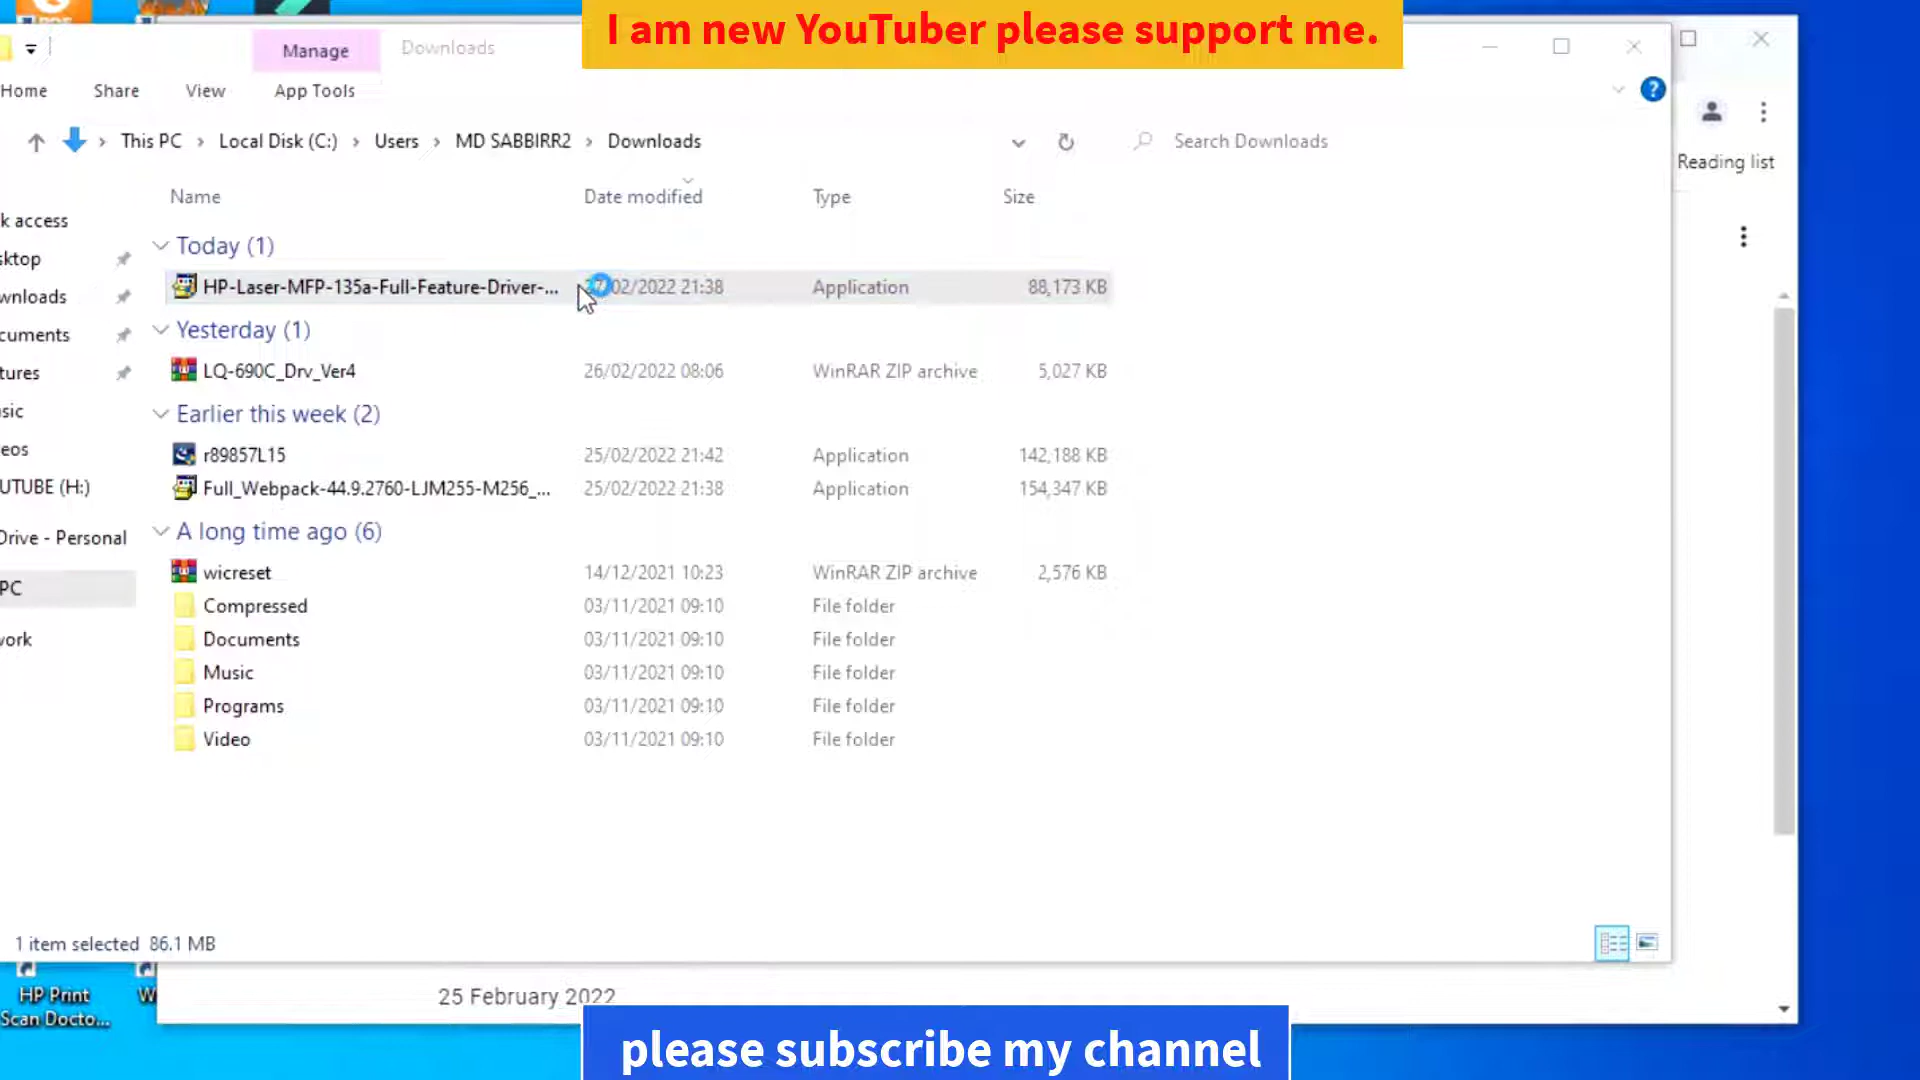 I am new YouTuber please support me.
Manage
Downloads
Home
Share
View
App Tools
This PC > Local Disk (C:) > Users > MD SABBIRR2 > Downloads
Search Downloads
Reading list
Name
Date modified
Type
Size
k access
sktop
wnloads
cuments
tures
sic
eos
UTUBE (H:)
Drive - Personal
PC
work
Today (1)
HP-Laser-MFP-135a-Full-Feature-Driver-... /02/2022 21:38 Application 88,173 KB
Yesterday (1)
LQ-690C_Drv_Ver4 26/02/2022 08:06 WinRAR ZIP archive 5,027 KB
Earlier this week (2)
r89857L15 25/02/2022 21:42 Application 142,188 KB
Full_Webpack-44.9.2760-LJM255-M256_... 25/02/2022 21:38 Application 154,347 KB
A long time ago (6)
wicreset 14/12/2021 10:23 WinRAR ZIP archive 2,576 KB
Compressed 03/11/2021 09:10 File folder
Documents 03/11/2021 09:10 File folder
Music 03/11/2021 09:10 File folder
Programs 03/11/2021 09:10 File folder
Video 03/11/2021 09:10 File folder
1 item selected 86.1 MB
HP Print
Scan Docto...
W
25 February 2022
please subscribe my channel